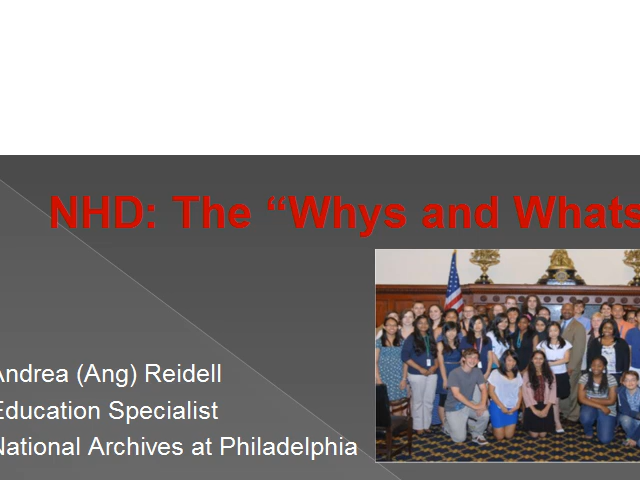 NHD: The “Whys and Whats
Andrea (Ang) Reidell
Education Specialist
National Archives at Philadelphia